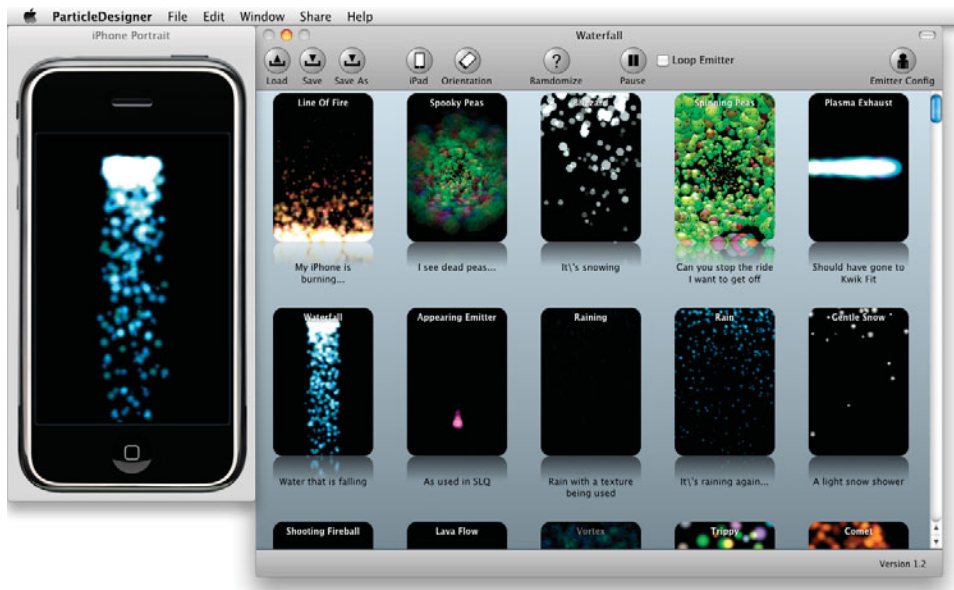 ParticleDesigner File Edit Window Share Help
iPhone Portrait
Waterfall
Load Save Save As iPad Orientation Ramdomize Pause Loop Emitter Emitter Config
Line Of Fire Spooky Peas Blizzard Spinning Peas Plasma Exhaust
My iPhone is
burning...
I see dead peas...
It\'s snowing
Can you stop the ride
I want to get off
Should have gone to
Kwik Fit
Waterfall Appearing Emitter Raining Rain Gentle Snow
Water that is falling
As used in SLQ
Rain with a texture
being used
It\'s raining again...
A light snow shower
Shooting Fireball Lava Flow Vortex Trippy Comet
Version 1.2